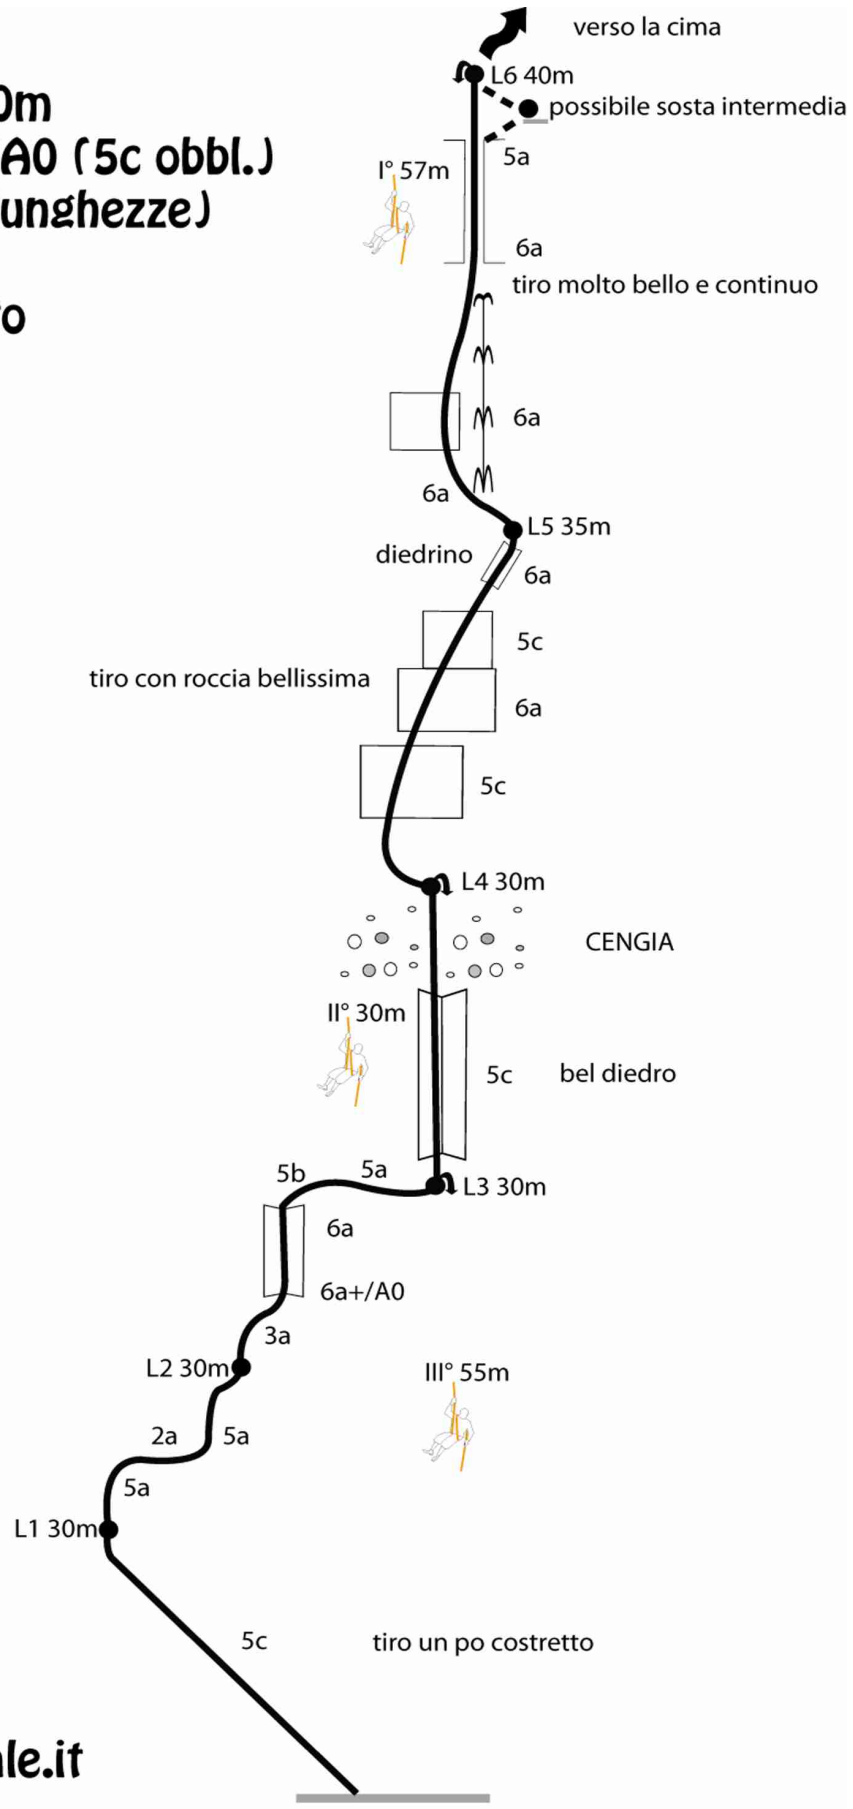 verso la cima
L6 40m
0m
possibile sosta intermedia
A0 (5c obbl.)
5a
I° 57m
unghezze)
6a
tiro molto bello e continuo
o
6a
6a
L5 35m
diedrino
6a
5c
tiro con roccia bellissima
6a
5c
L4 30m
CENGIA
II° 30m
5c
bel diedro
5b
5a
L3 30m
6a
6a+/A0
3a
L2 30m
III° 55m
2a
5a
5a
L1 30m
5c
tiro un po costretto
le.it